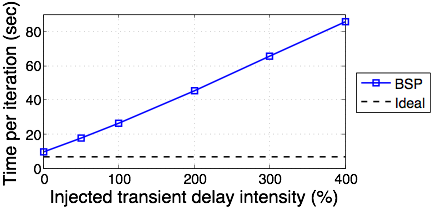 Time per iteration (sec)
80
60
40
20
0
0 100 200 300 400
Injected transient delay intensity (%)
BSP
Ideal